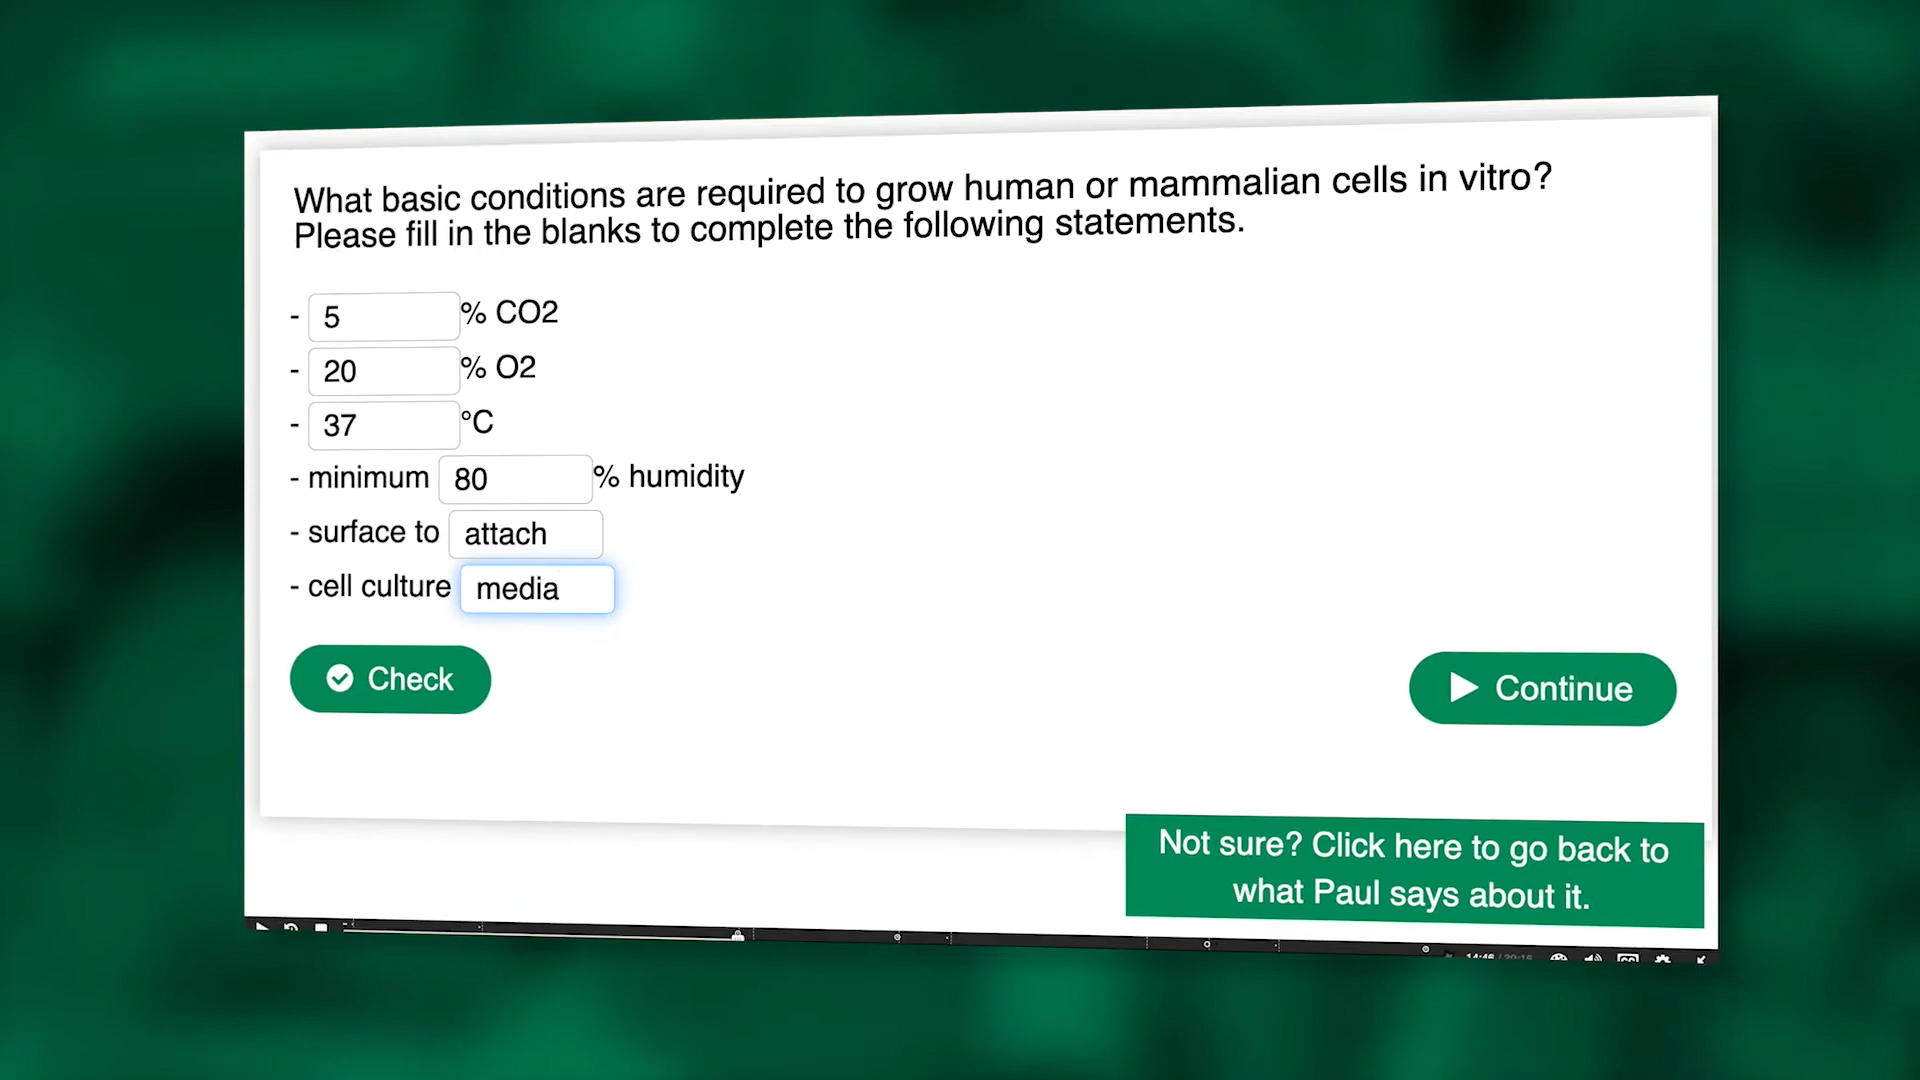 What basic conditions are required to grow human or mammalian cells in vitro?
Please fill in the blanks to complete the following statements.
- 5 % CO2
- 20 % O2
- 37 °C
- minimum 80 % humidity
- surface to attach
- cell culture media
Check
Continue
Not sure? Click here to go back to
what Paul says about it.